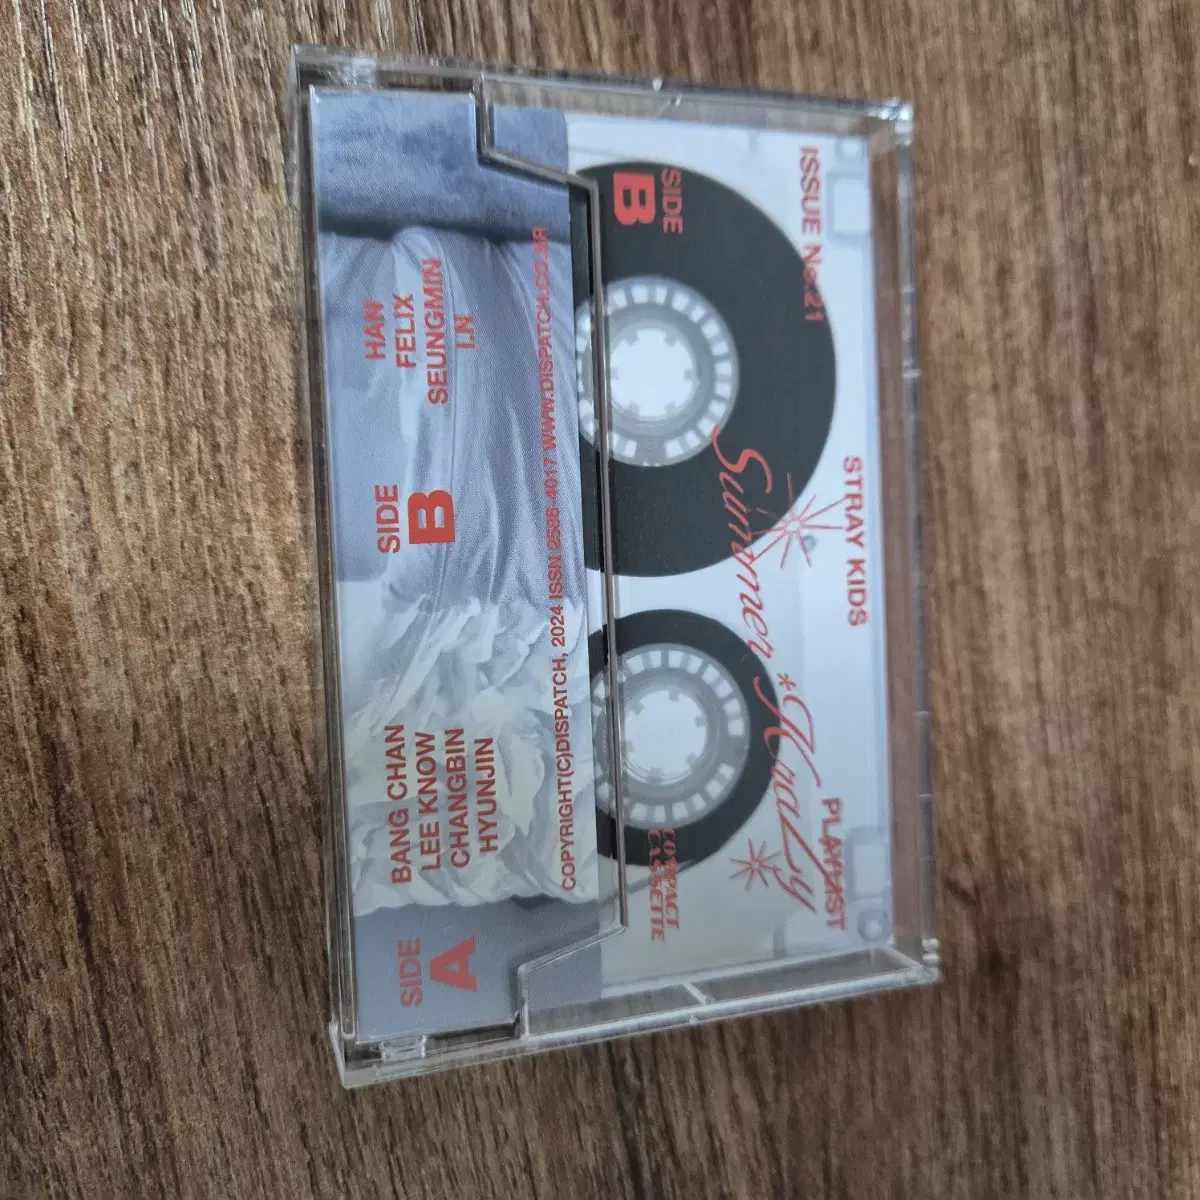 ISSUE No.21
STRAY KIDS
PLAYLIST
Summer *Holiday
SIDE
B
COMPACT
CASSETTE
COPYRIGHT(C)DISPATCH, 2024 ISSN 2586-4017 WWW.DISPATCH.CO.KR
SIDE
A
BANG CHAN
LEE KNOW
CHANGBIN
HYUNJIN
SIDE
B
HAN
FELIX
SEUNGMIN
I.N